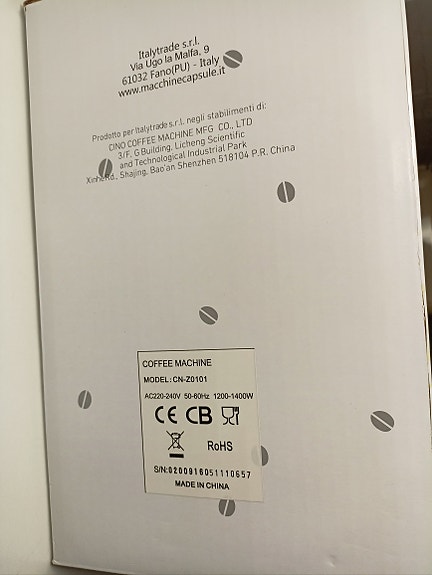 Italytrade s.r.l.
Via Ugo la Malfa, 9
61032 Fano(PU) - Italy
www.macchinecapsule.it
Prodotto per Italytrade s.r.l. negli stabilimenti di:
CINO COFFEE MACHINE MFG CO., LTD
3/F, G Building, Licheng Scientific
and Technological Industrial Park
XinheRd., Shajing, Bao'an Shenzhen 518104 P.R. China
COFFEE MACHINE
MODEL: CN-Z0101
AC220-240V 50-60Hz 1200-1400W
CE CB
RoHS
S/N:0200916051110657
MADE IN CHINA